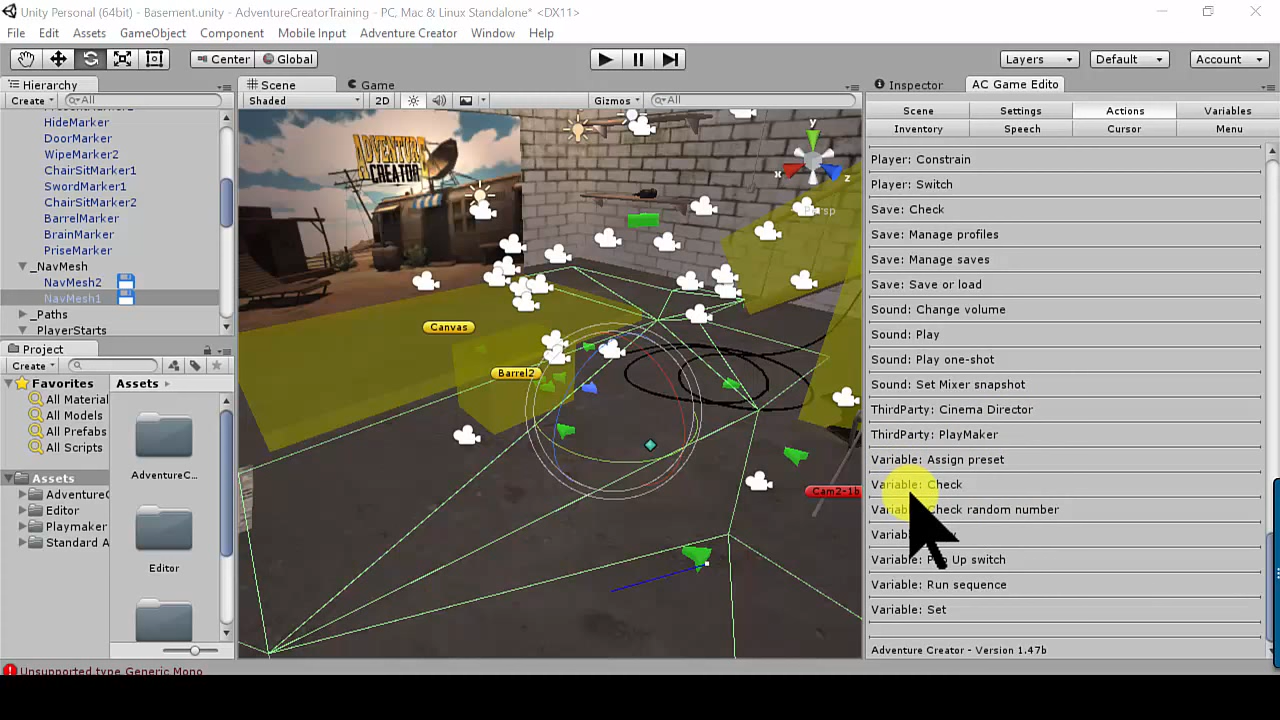 Unity Personal (64bit) - Basement.unity - AdventureCreatorTraining - PC, Mac & Linux Standalone* <DX11>
File Edit Assets GameObject Component Mobile Input Adventure Creator Window Help
Center Global Layers Default Account
Hierarchy Scene Game Inspector AC Game Edito
Create All Shaded 2D Gizmos All
Scene Settings Actions Variables
Inventory Speech Cursor Menu
HideMarker
DoorMarker
WipeMarker2
ChairSitMarker1
SwordMarker1
ChairSitMarker2
BarrelMarker
BrainMarker
PriseMarker
_NavMesh
NavMesh2
NavMesh1
_Paths
PlayerStarts
ADVENTURE
CREATOR
y
x
z
Persp
Canvas
Barrel2
Cam2-1b
Player: Constrain
Player: Switch
Save: Check
Save: Manage profiles
Save: Manage saves
Save: Save or load
Sound: Change volume
Sound: Play
Sound: Play one-shot
Sound: Set Mixer snapshot
ThirdParty: Cinema Director
ThirdParty: PlayMaker
Variable: Assign preset
Variable: Check
Check random number
Up switch
Variable: Run sequence
Variable: Set
Adventure Creator - Version 1.47b
Project
Create
Favorites
All Material
All Models
All Prefabs
All Scripts
Assets
AdventureC
Editor
Playmaker
Standard A
Assets
AdventureC...
Editor
Unsupported type Generic Mono